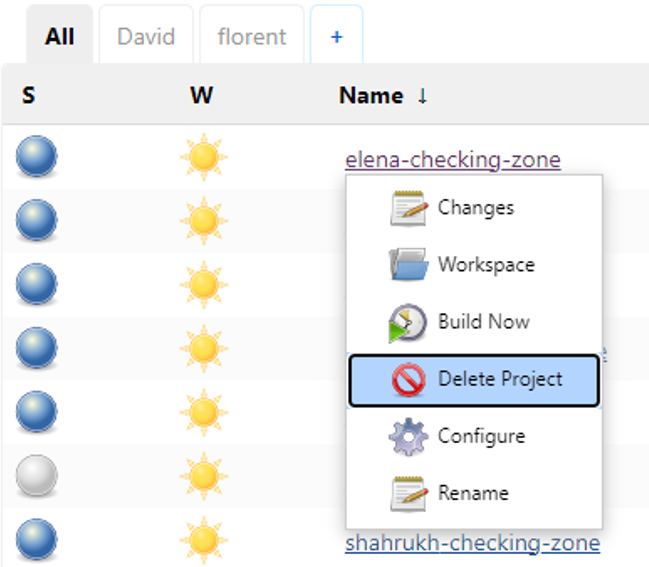 All David florent +
S W Name ↓
elena-checking-zone
Changes
Workspace
Build Now
Delete Project
Configure
Rename
shahrukh-checking-zone